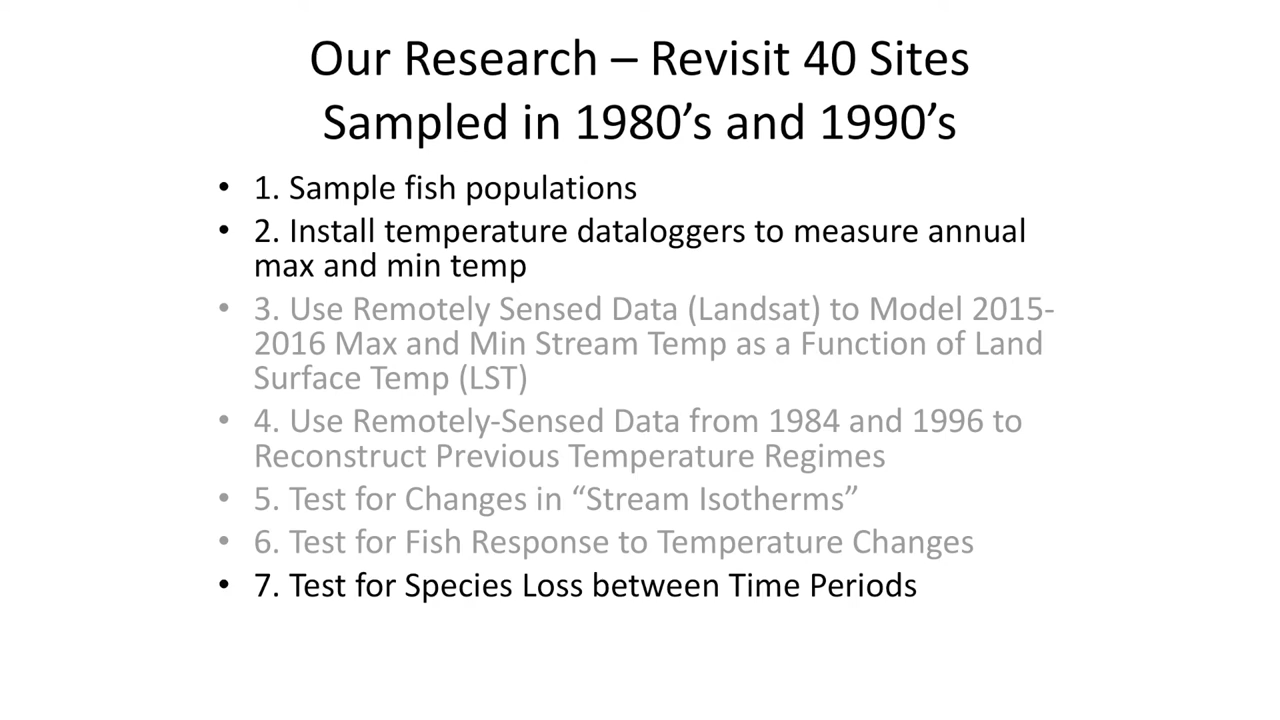 Our Research – Revisit 40 Sites
Sampled in 1980’s and 1990’s
• 1. Sample fish populations
• 2. Install temperature dataloggers to measure annual
max and min temp
• 3. Use Remotely Sensed Data (Landsat) to Model 2015-
2016 Max and Min Stream Temp as a Function of Land
Surface Temp (LST)
• 4. Use Remotely-Sensed Data from 1984 and 1996 to
Reconstruct Previous Temperature Regimes
• 5. Test for Changes in “Stream Isotherms”
• 6. Test for Fish Response to Temperature Changes
• 7. Test for Species Loss between Time Periods